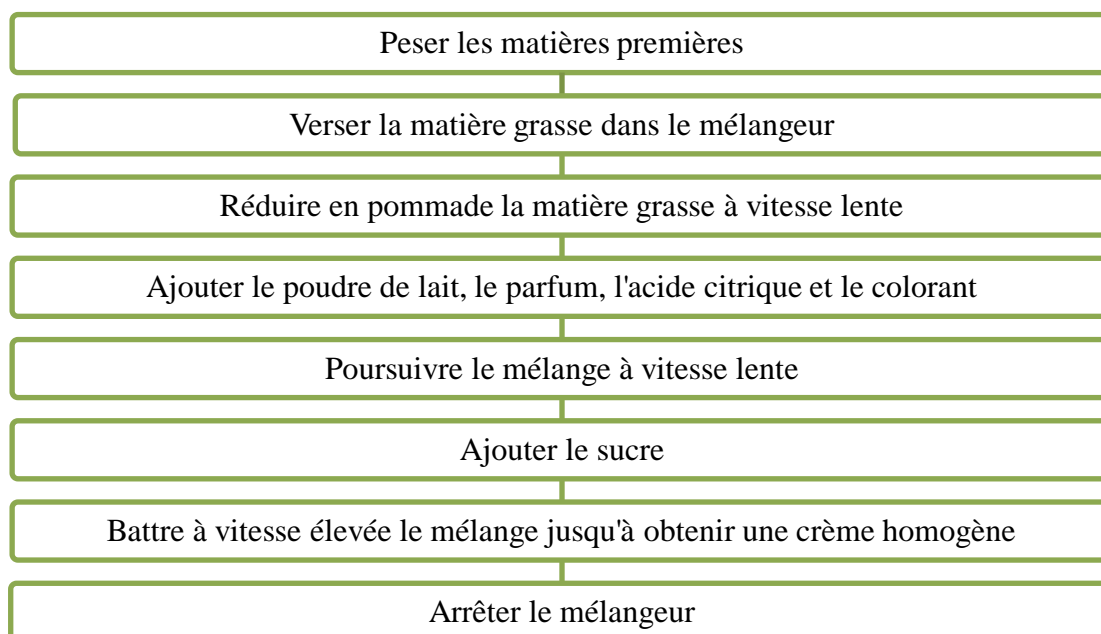 Peser les matières premières
Verser la matière grasse dans le mélangeur
Réduire en pommade la matière grasse à vitesse lente
Ajouter le poudre de lait, le parfum, l'acide citrique et le colorant
Poursuivre le mélange à vitesse lente
Ajouter le sucre
Battre à vitesse élevée le mélange jusqu'à obtenir une crème homogène
Arrêter le mélangeur